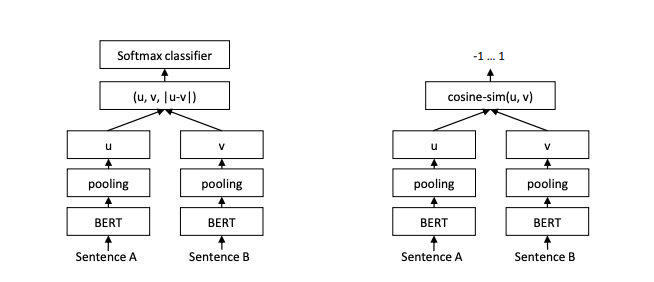 Softmax classifier
(u, v, |u-v|)
u
v
pooling
pooling
BERT
BERT
Sentence A
Sentence B
-1 … 1
cosine-sim(u, v)
u
v
pooling
pooling
BERT
BERT
Sentence A
Sentence B